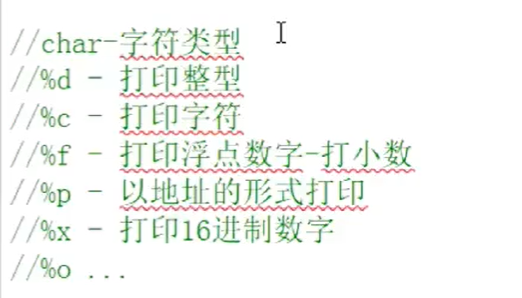 //char-字符类型
//%d - 打印整型
//%c - 打印字符
//%f - 打印浮点数字-打小数
//%p - 以地址的形式打印
//%x - 打印16进制数字
//%o ...